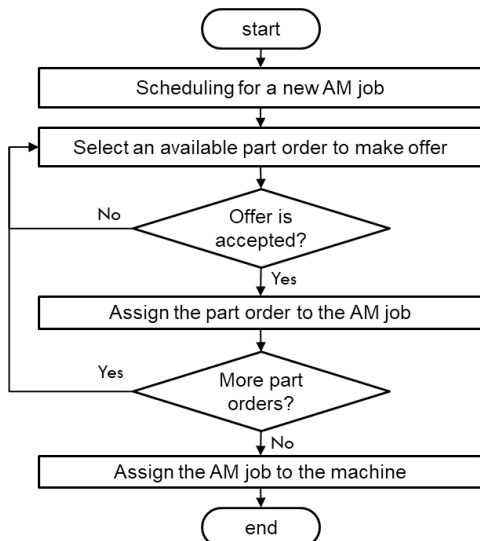 start
Scheduling for a new AM job
Select an available part order to make offer
No
Offer is
accepted?
Yes
Assign the part order to the AM job
Yes
More part
orders?
No
Assign the AM job to the machine
end